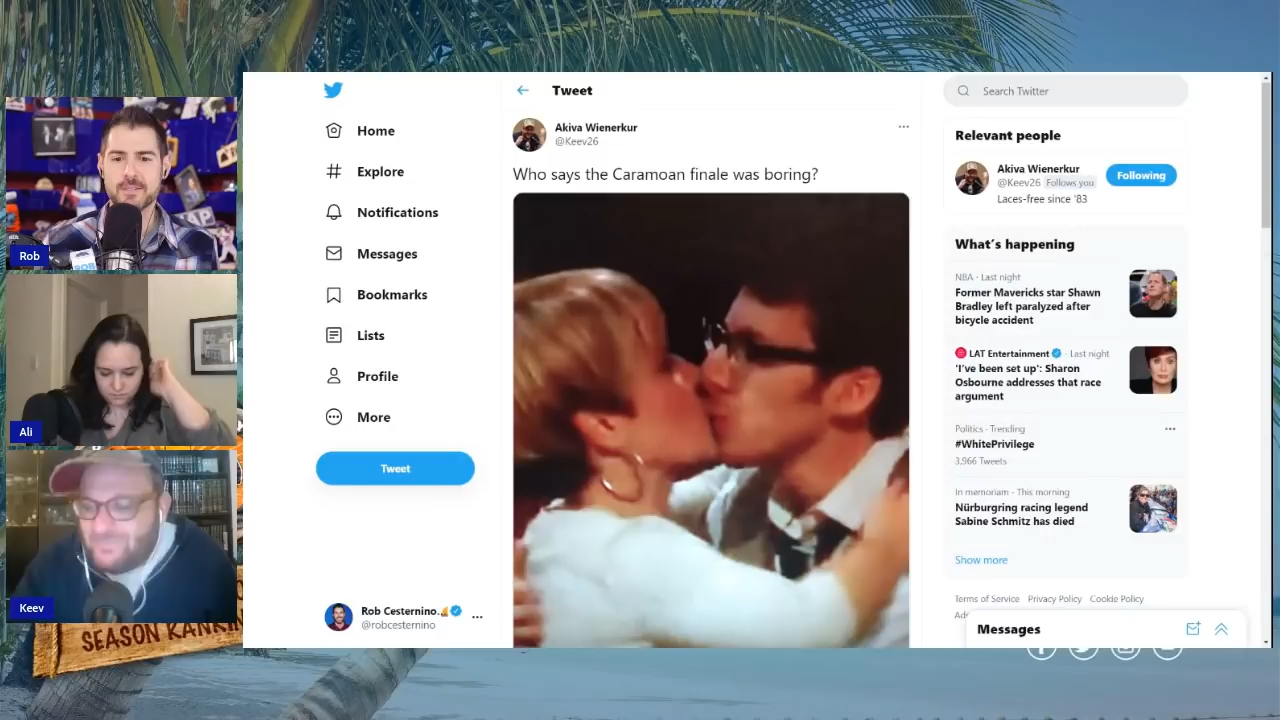 Rob
Ali
Keev
SEASON RANKIN
Home
Explore
Notifications
Messages
Bookmarks
Lists
Profile
More
Tweet
Rob Cesternino
@robcesternino
Tweet
Akiva Wienerkur
@Keev26
Who says the Caramoan finale was boring?
Search Twitter
Relevant people
Akiva Wienerkur
@Keev26 Follows you
Following
Laces-free since '83
What's happening
NBA · Last night
Former Mavericks star Shawn
Bradley left paralyzed after
bicycle accident
LAT Entertainment · Last night
'I've been set up': Sharon
Osbourne addresses that race
argument
Politics · Trending
#WhitePrivilege
3,966 Tweets
In memoriam · This morning
Nürburgring racing legend
Sabine Schmitz has died
Show more
Terms of Service Privacy Policy Cookie Policy
Messages